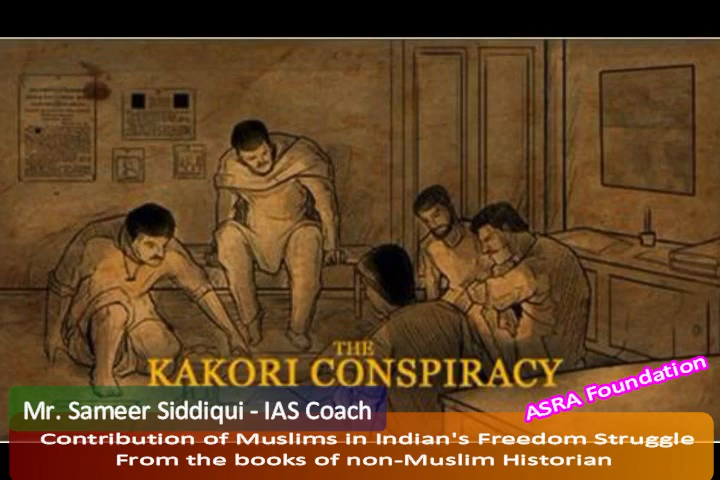 THE
KAKORI CONSPIRACY
ASRA Foundation
Mr. Sameer Siddiqui - IAS Coach
Contribution of Muslims in Indian's Freedom Struggle
From the books of non-Muslim Historian